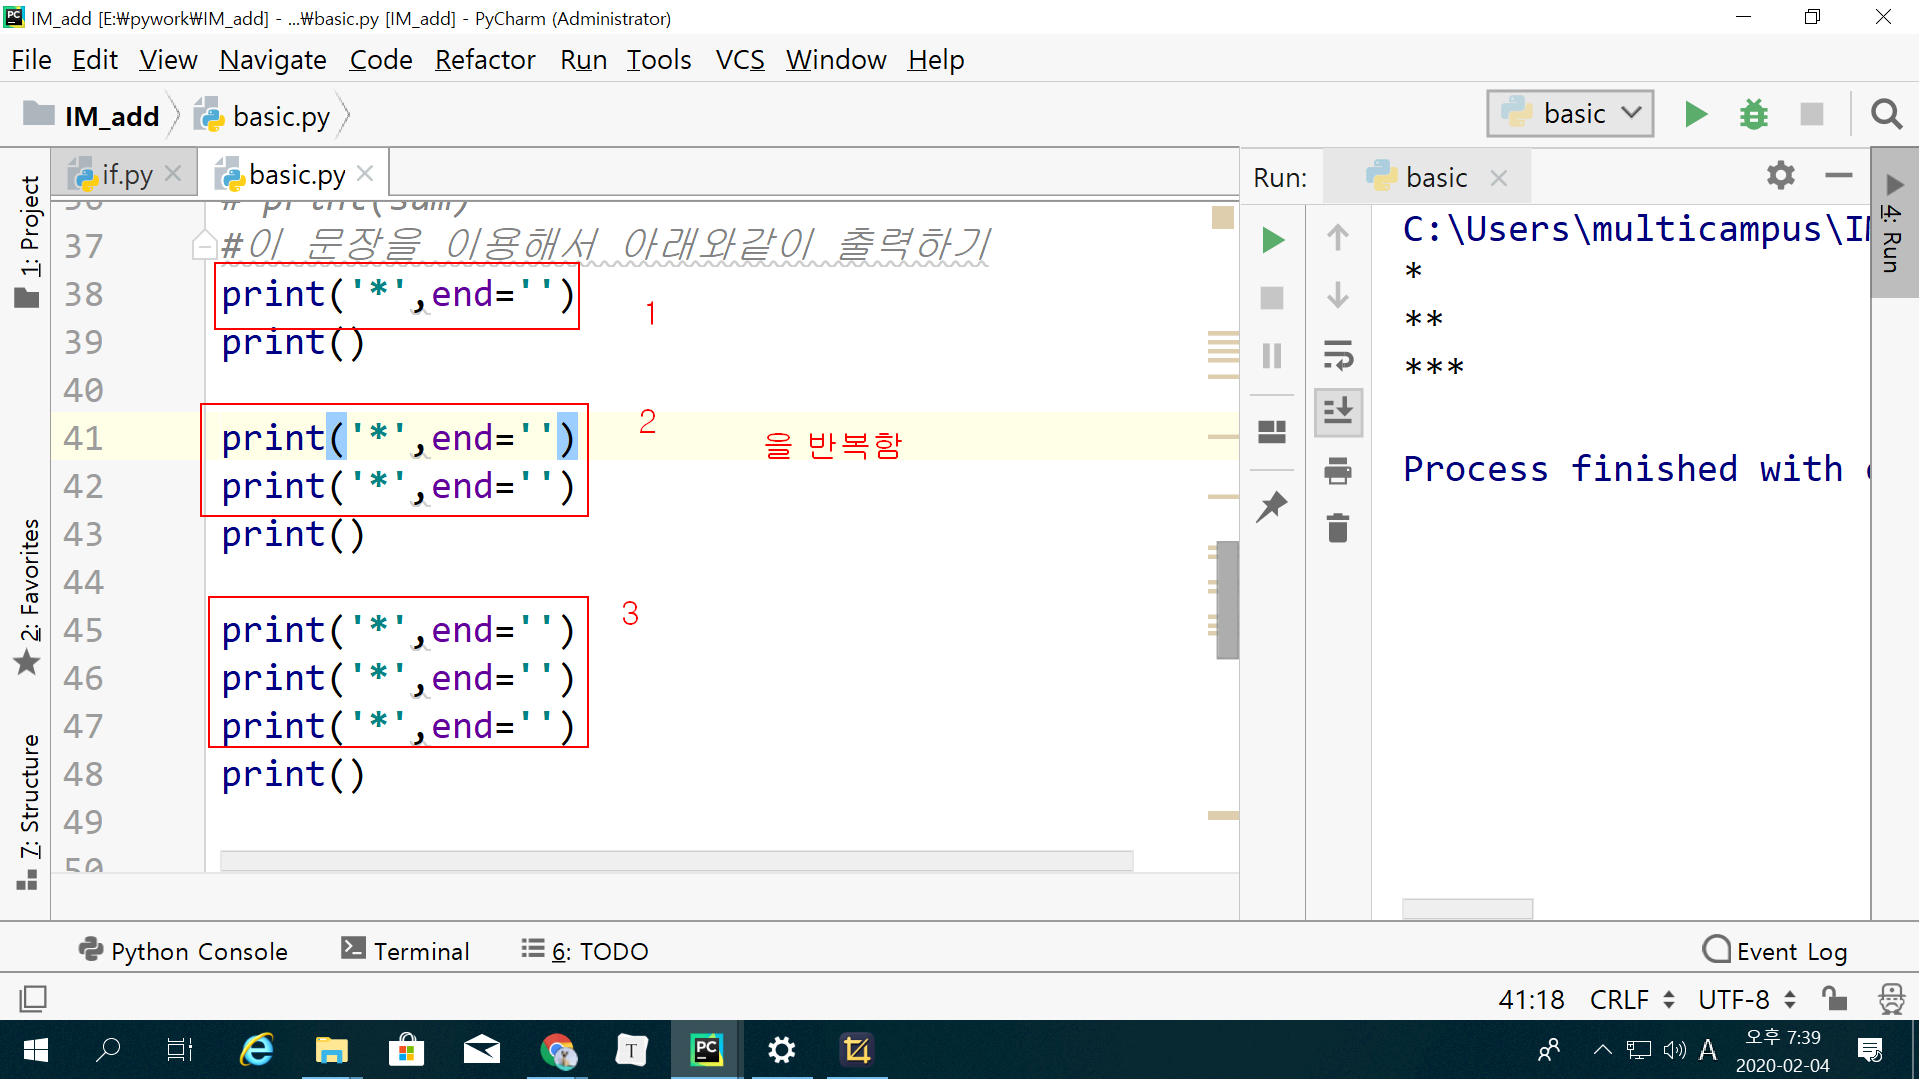 IM_add [E:￦pywork￦IM_add] - ...￦basic.py [IM_add] - PyCharm (Administrator)
File Edit View Navigate Code Refactor Run Tools VCS Window Help
IM_add basic.py
basic
if.py basic.py
Run: basic
1: Project
2: Favorites
7: Structure
4: Run
36 # print(sum)
37 #이 문장을 이용해서 아래와같이 출력하기
38 print('*',end='') 1
39 print()
40
41 print('*',end='') 2 을 반복함
42 print('*',end='')
43 print()
44
45 print('*',end='') 3
46 print('*',end='')
47 print('*',end='')
48 print()
49
50
C:\Users\multicampus\IM
*
**
***
Process finished with
Python Console Terminal 6: TODO Event Log
41:18 CRLF UTF-8
T PC A 오후 7:39
2020-02-04